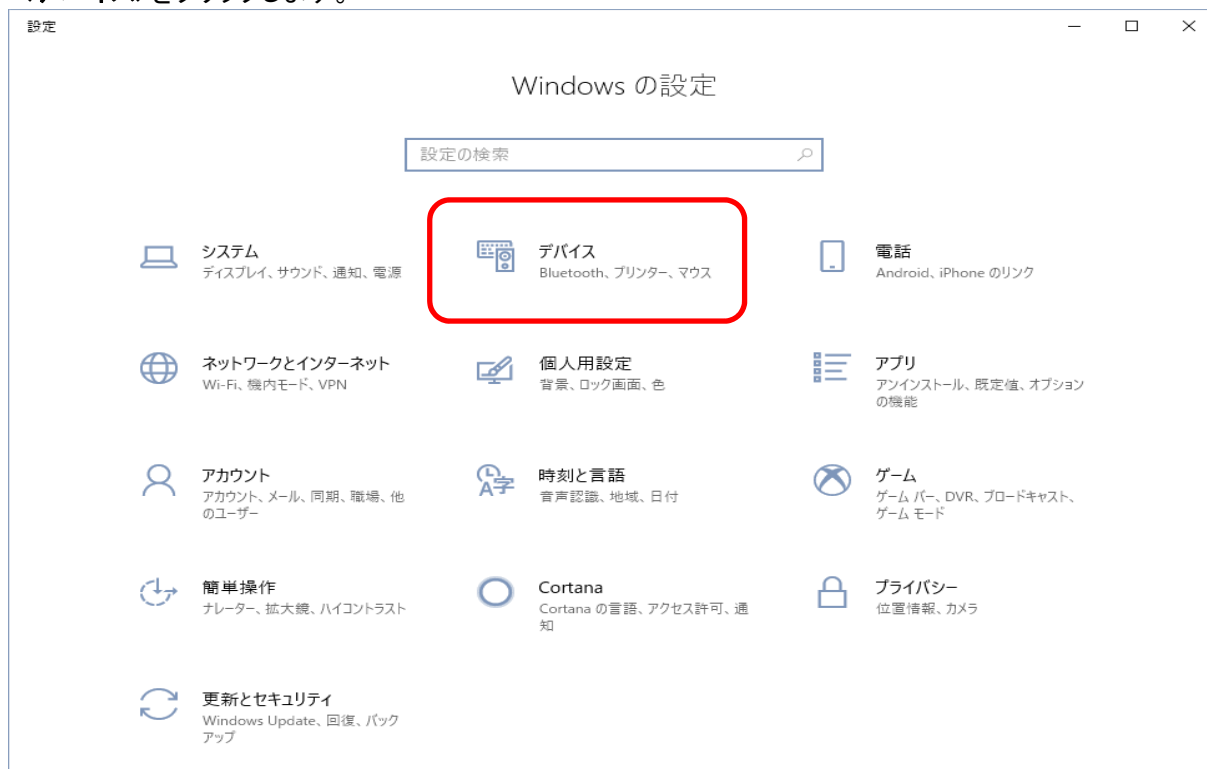 をクリックします。
設定
Windows の設定
設定の検索
システム
ディスプレイ、サウンド、通知、電源
デバイス
Bluetooth、プリンター、マウス
電話
Android、iPhone のリンク
ネットワークとインターネット
Wi-Fi、機内モード、VPN
個人用設定
背景、ロック画面、色
アプリ
アンインストール、既定値、オプション
の機能
アカウント
アカウント、メール、同期、職場、他
のユーザー
時刻と言語
音声認識、地域、日付
ゲーム
ゲーム バー、DVR、ブロードキャスト、
ゲーム モード
簡単操作
ナレーター、拡大鏡、ハイコントラスト
Cortana
Cortana の言語、アクセス許可、通
知
プライバシー
位置情報、カメラ
更新とセキュリティ
Windows Update、回復、バック
アップ